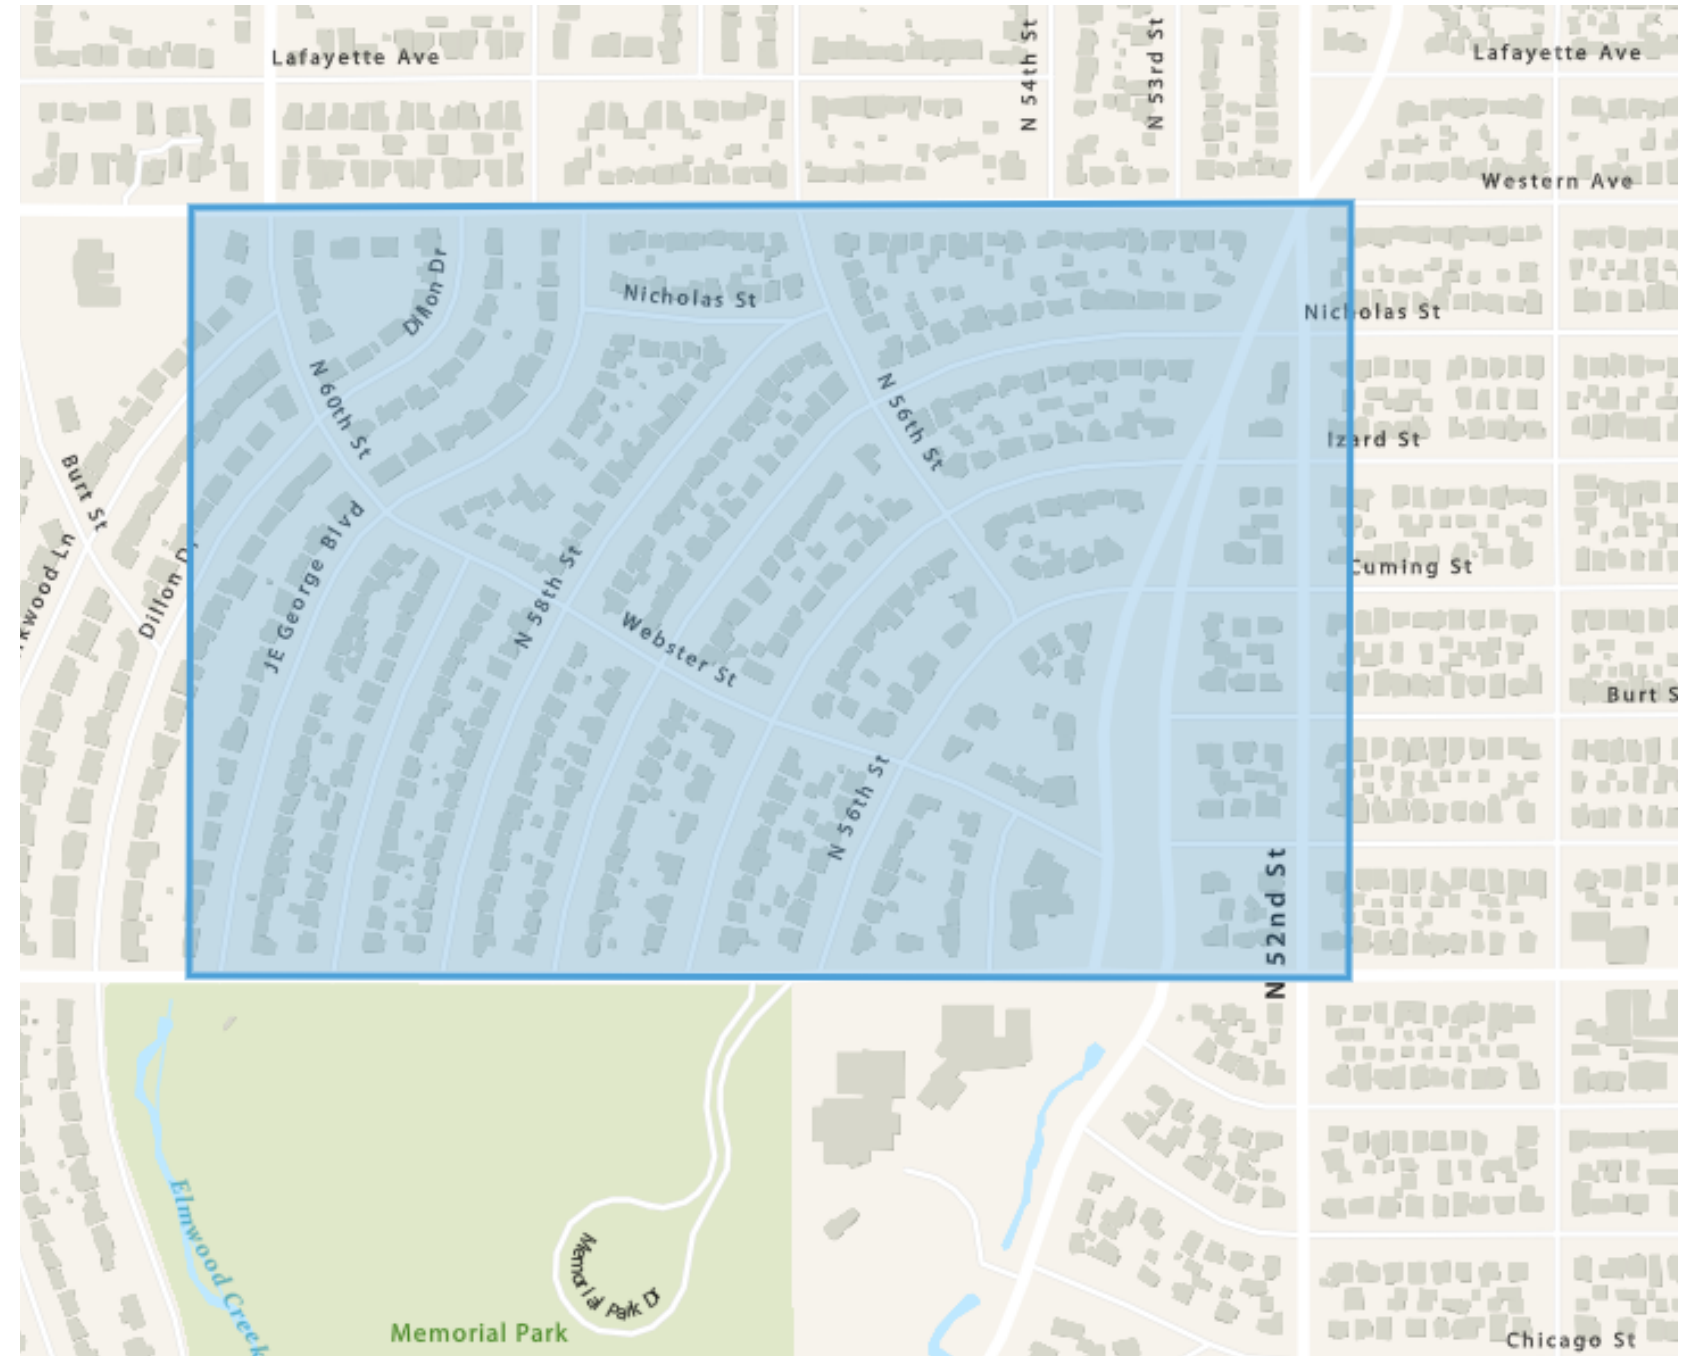 Lafayette Ave
N 54th St
N 53rd St
Lafayette Ave
Western Ave
Dillon Dr
Nicholas St
Nicholas St
N 60th St
N 56th St
Izard St
Burt St
JE George Blvd
Dillon Dr
kwood Ln
N 58th St
Cuming St
Webster St
Burt S
N 56th St
N 52nd St
Elmwood Creek
Memorial Park Dr
Memorial Park
Chicago St